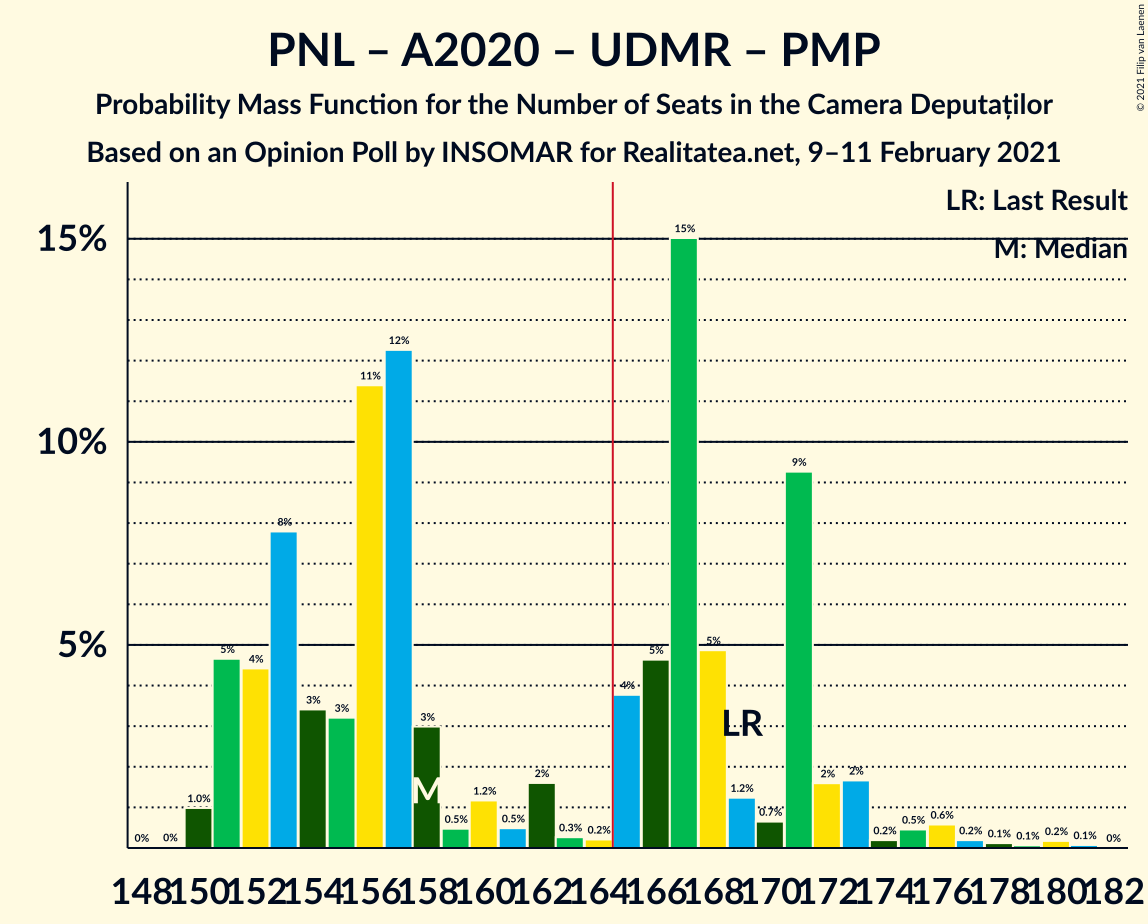 PNL – A2020 – UDMR – PMP
Probability Mass Function for the Number of Seats in the Camera Deputaților
Based on an Opinion Poll by INSOMAR for Realitatea.net, 9–11 February 2021
© 2021 Filip van Laenen
LR: Last Result
M: Median
15%
10%
5%
0% 0% 1.0% 5% 4% 8% 3% 3% 11% 12% 3% 0.5% 1.2% 0.5% 2% 0.3% 0.2% 4% 5% 15% 5% 1.2% 0.7% 9% 2% 2% 0.2% 0.5% 0.6% 0.2% 0.1% 0.1% 0.2% 0.1% 0%
M
LR
148 150 152 154 156 158 160 162 164 166 168 170 172 174 176 178 180 182